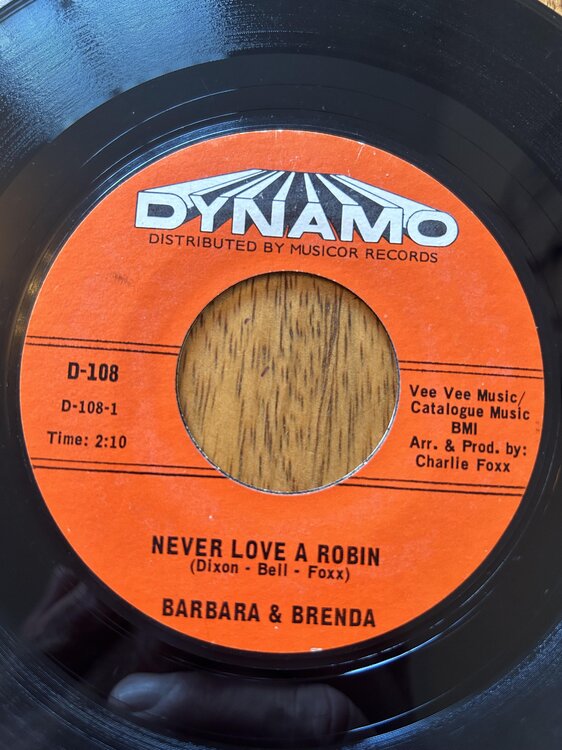 DYNAMO
DISTRIBUTED BY MUSICOR RECORDS
D-108
D-108-1
Time: 2:10
Vee Vee Music/
Catalogue Music
BMI
Arr. & Prod. by:
Charlie Foxx
NEVER LOVE A ROBIN
(Dixon - Bell - Foxx)
BARBARA & BRENDA